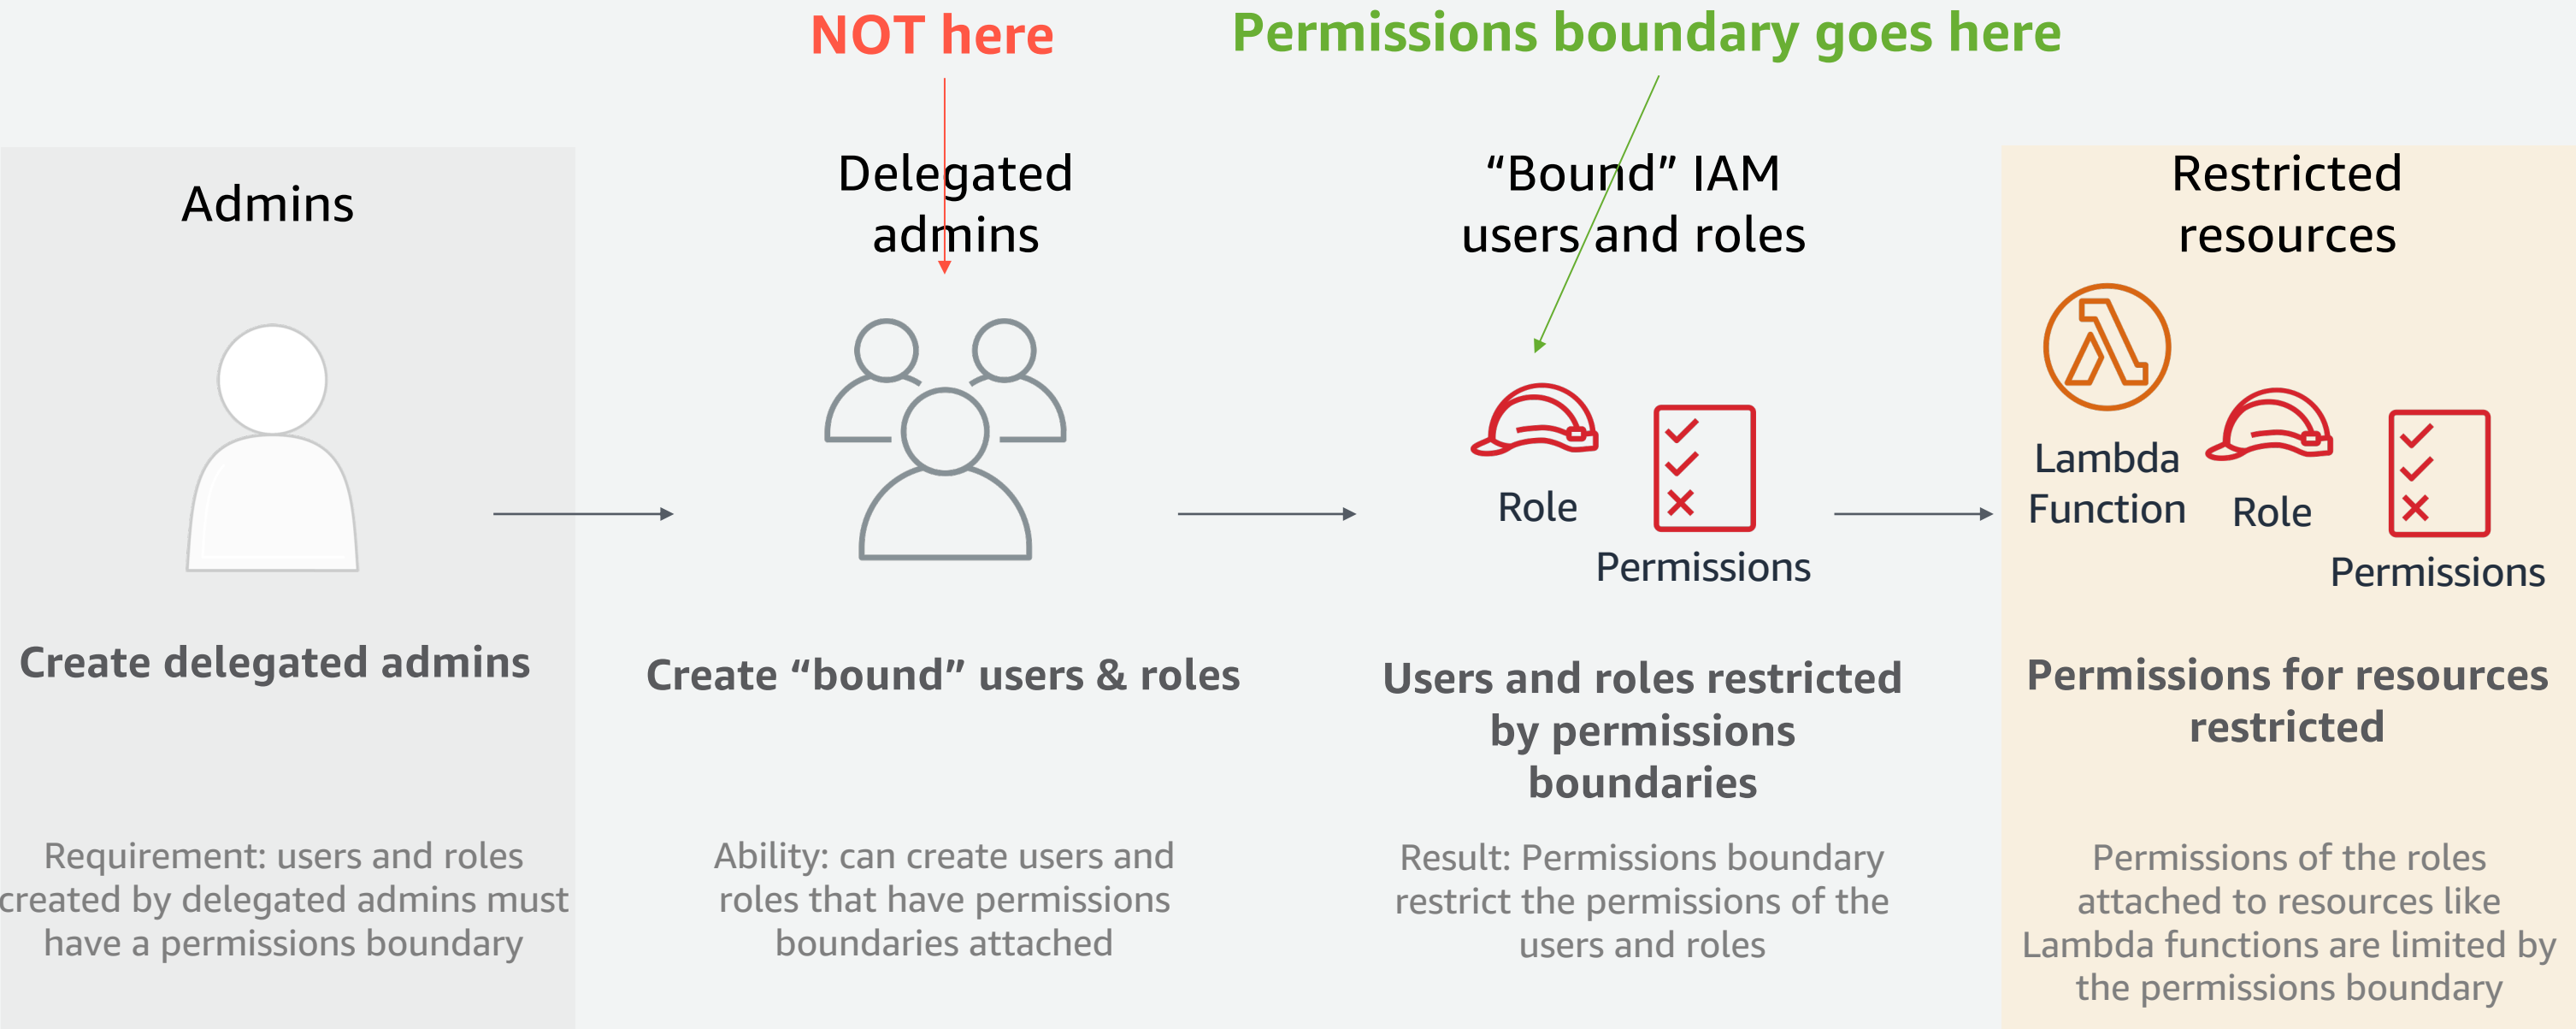 NOT here
Permissions boundary goes here
Admins
Delegated
admins
“Bound” IAM
users and roles
Restricted
resources
Role
Permissions
Lambda
Function
Role
Permissions
Create delegated admins
Create “bound” users & roles
Users and roles restricted
by permissions
boundaries
Permissions for resources
restricted
Requirement: users and roles
created by delegated admins must
have a permissions boundary
Ability: can create users and
roles that have permissions
boundaries attached
Result: Permissions boundary
restrict the permissions of the
users and roles
Permissions of the roles
attached to resources like
Lambda functions are limited by
the permissions boundary